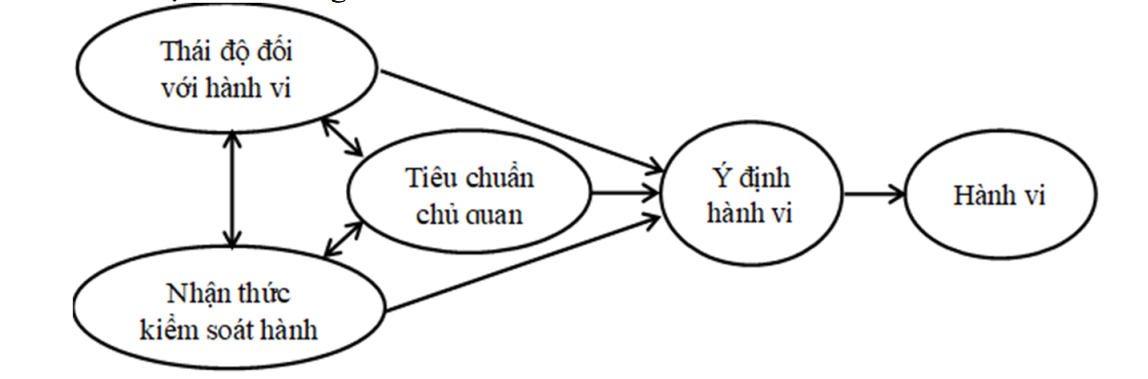 Thái độ đối
với hành vi
Tiêu chuẩn
chủ quan
Nhận thức
kiểm soát hành
Ý định
hành vi
Hành vi